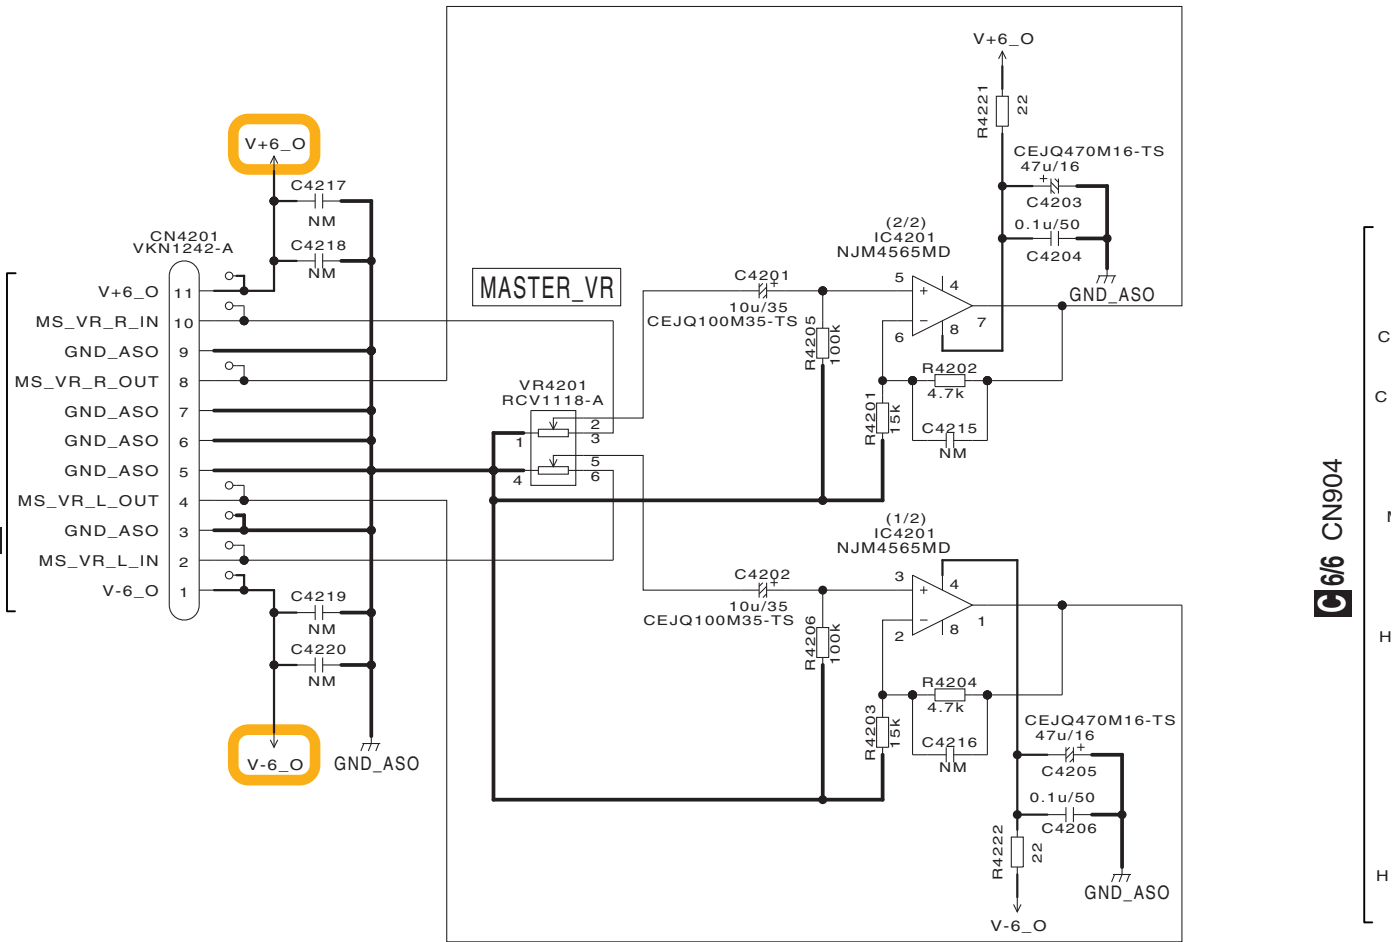 V+6_O
C4217
NM
C4218
NM
CN4201
VKN1242-A
V+6_O 11
MS_VR_R_IN 10
GND_ASO 9
MS_VR_R_OUT 8
GND_ASO 7
GND_ASO 6
GND_ASO 5
MS_VR_L_OUT 4
GND_ASO 3
MS_VR_L_IN 2
V-6_O 1
C4219
NM
C4220
NM
V-6_O
GND_ASO
MASTER_VR
VR4201
RCV1118-A
1
2
3
4
5
6
C4201
+
10u/35
CEJQ100M35-TS
R4205
100k
(2/2)
IC4201
NJM4565MD
5
+
4
6
−
8
7
R4202
4.7k
R4201
15k
C4215
NM
V+6_O
R4221
22
CEJQ470M16-TS
47u/16
+
C4203
0.1u/50
C4204
GND_ASO
C4202
+
10u/35
CEJQ100M35-TS
R4206
100k
(1/2)
IC4201
NJM4565MD
3
+
4
2
−
8
1
R4204
4.7k
R4203
15k
C4216
NM
CEJQ470M16-TS
47u/16
+
C4205
0.1u/50
C4206
R4222
22
GND_ASO
V-6_O
C 6/6 CN904
C
C
H
H